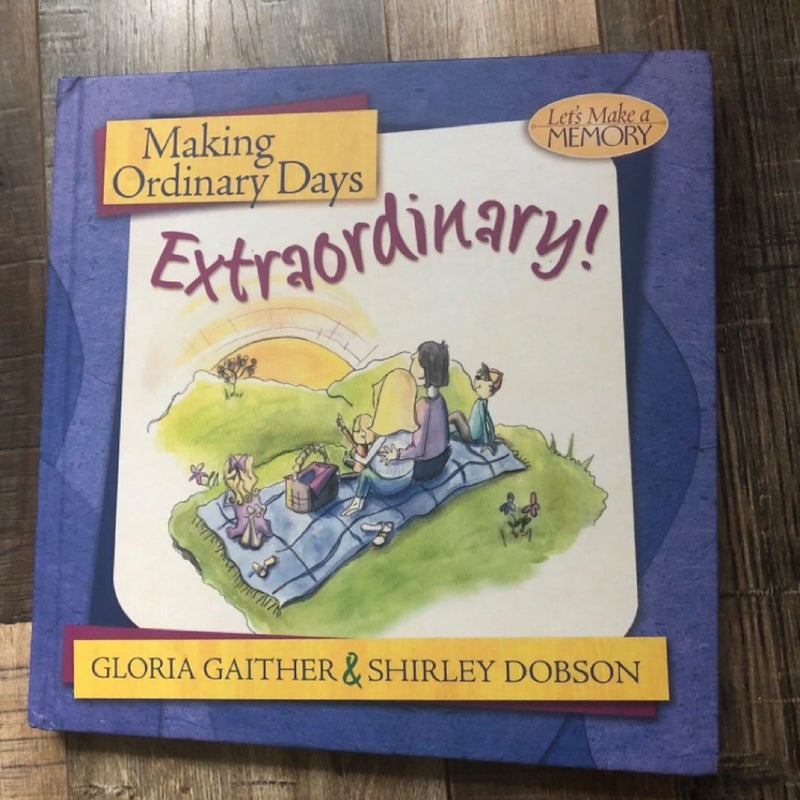 Let's Make a
MEMORY
Making
Ordinary Days
Extraordinary!
GLORIA GAITHER & SHIRLEY DOBSON